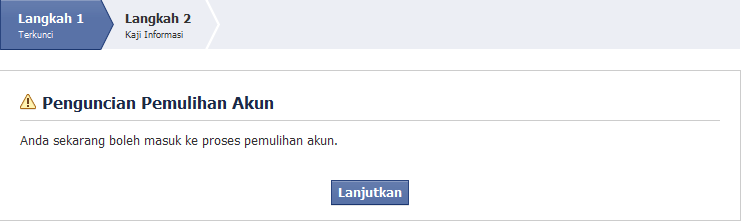 Langkah 1
Terkunci
Langkah 2
Kaji Informasi
Penguncian Pemulihan Akun
Anda sekarang boleh masuk ke proses pemulihan akun.
Lanjutkan